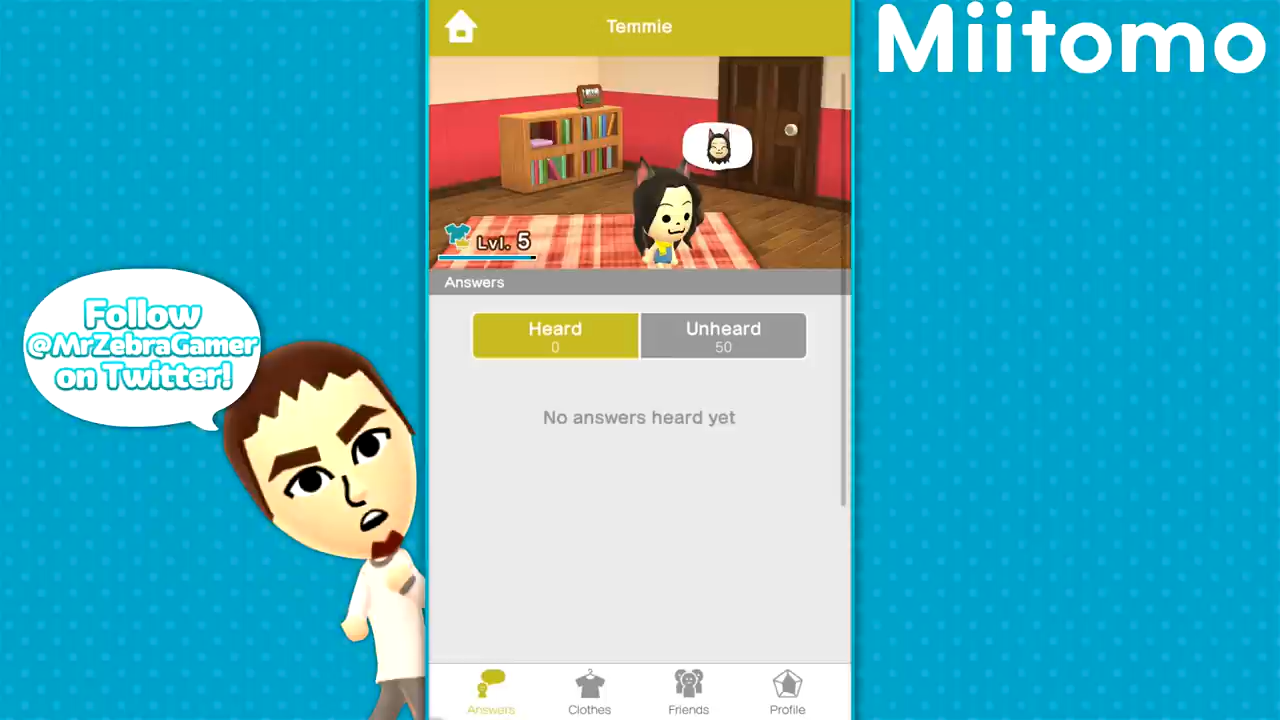 Temmie
Miitomo
Lvl. 5
Answers
Heard
0
Unheard
50
No answers heard yet
Follow
@MrZebraGamer
on Twitter!
Answers
Clothes
Friends
Profile